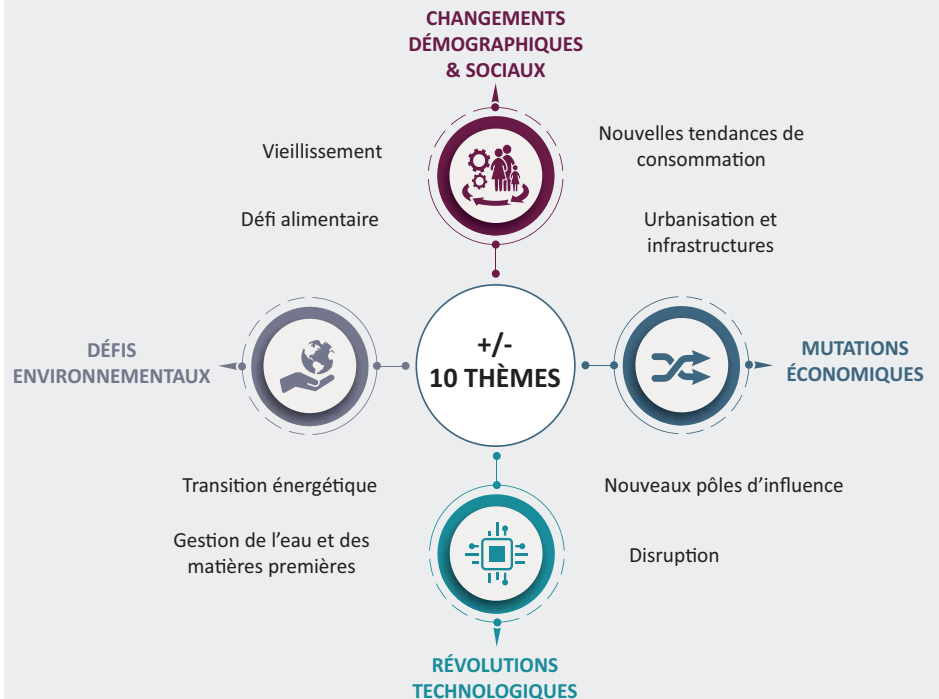 CHANGEMENTS
DÉMOGRAPHIQUES
& SOCIAUX
Vieillissement
Nouvelles tendances de
consommation
Défi alimentaire
Urbanisation et
infrastructures
DÉFIS
ENVIRONNEMENTAUX
+/-
10 THÈMES
MUTATIONS
ÉCONOMIQUES
Transition énergétique
Nouveaux pôles d’influence
Gestion de l’eau et des
matières premières
Disruption
RÉVOLUTIONS
TECHNOLOGIQUES